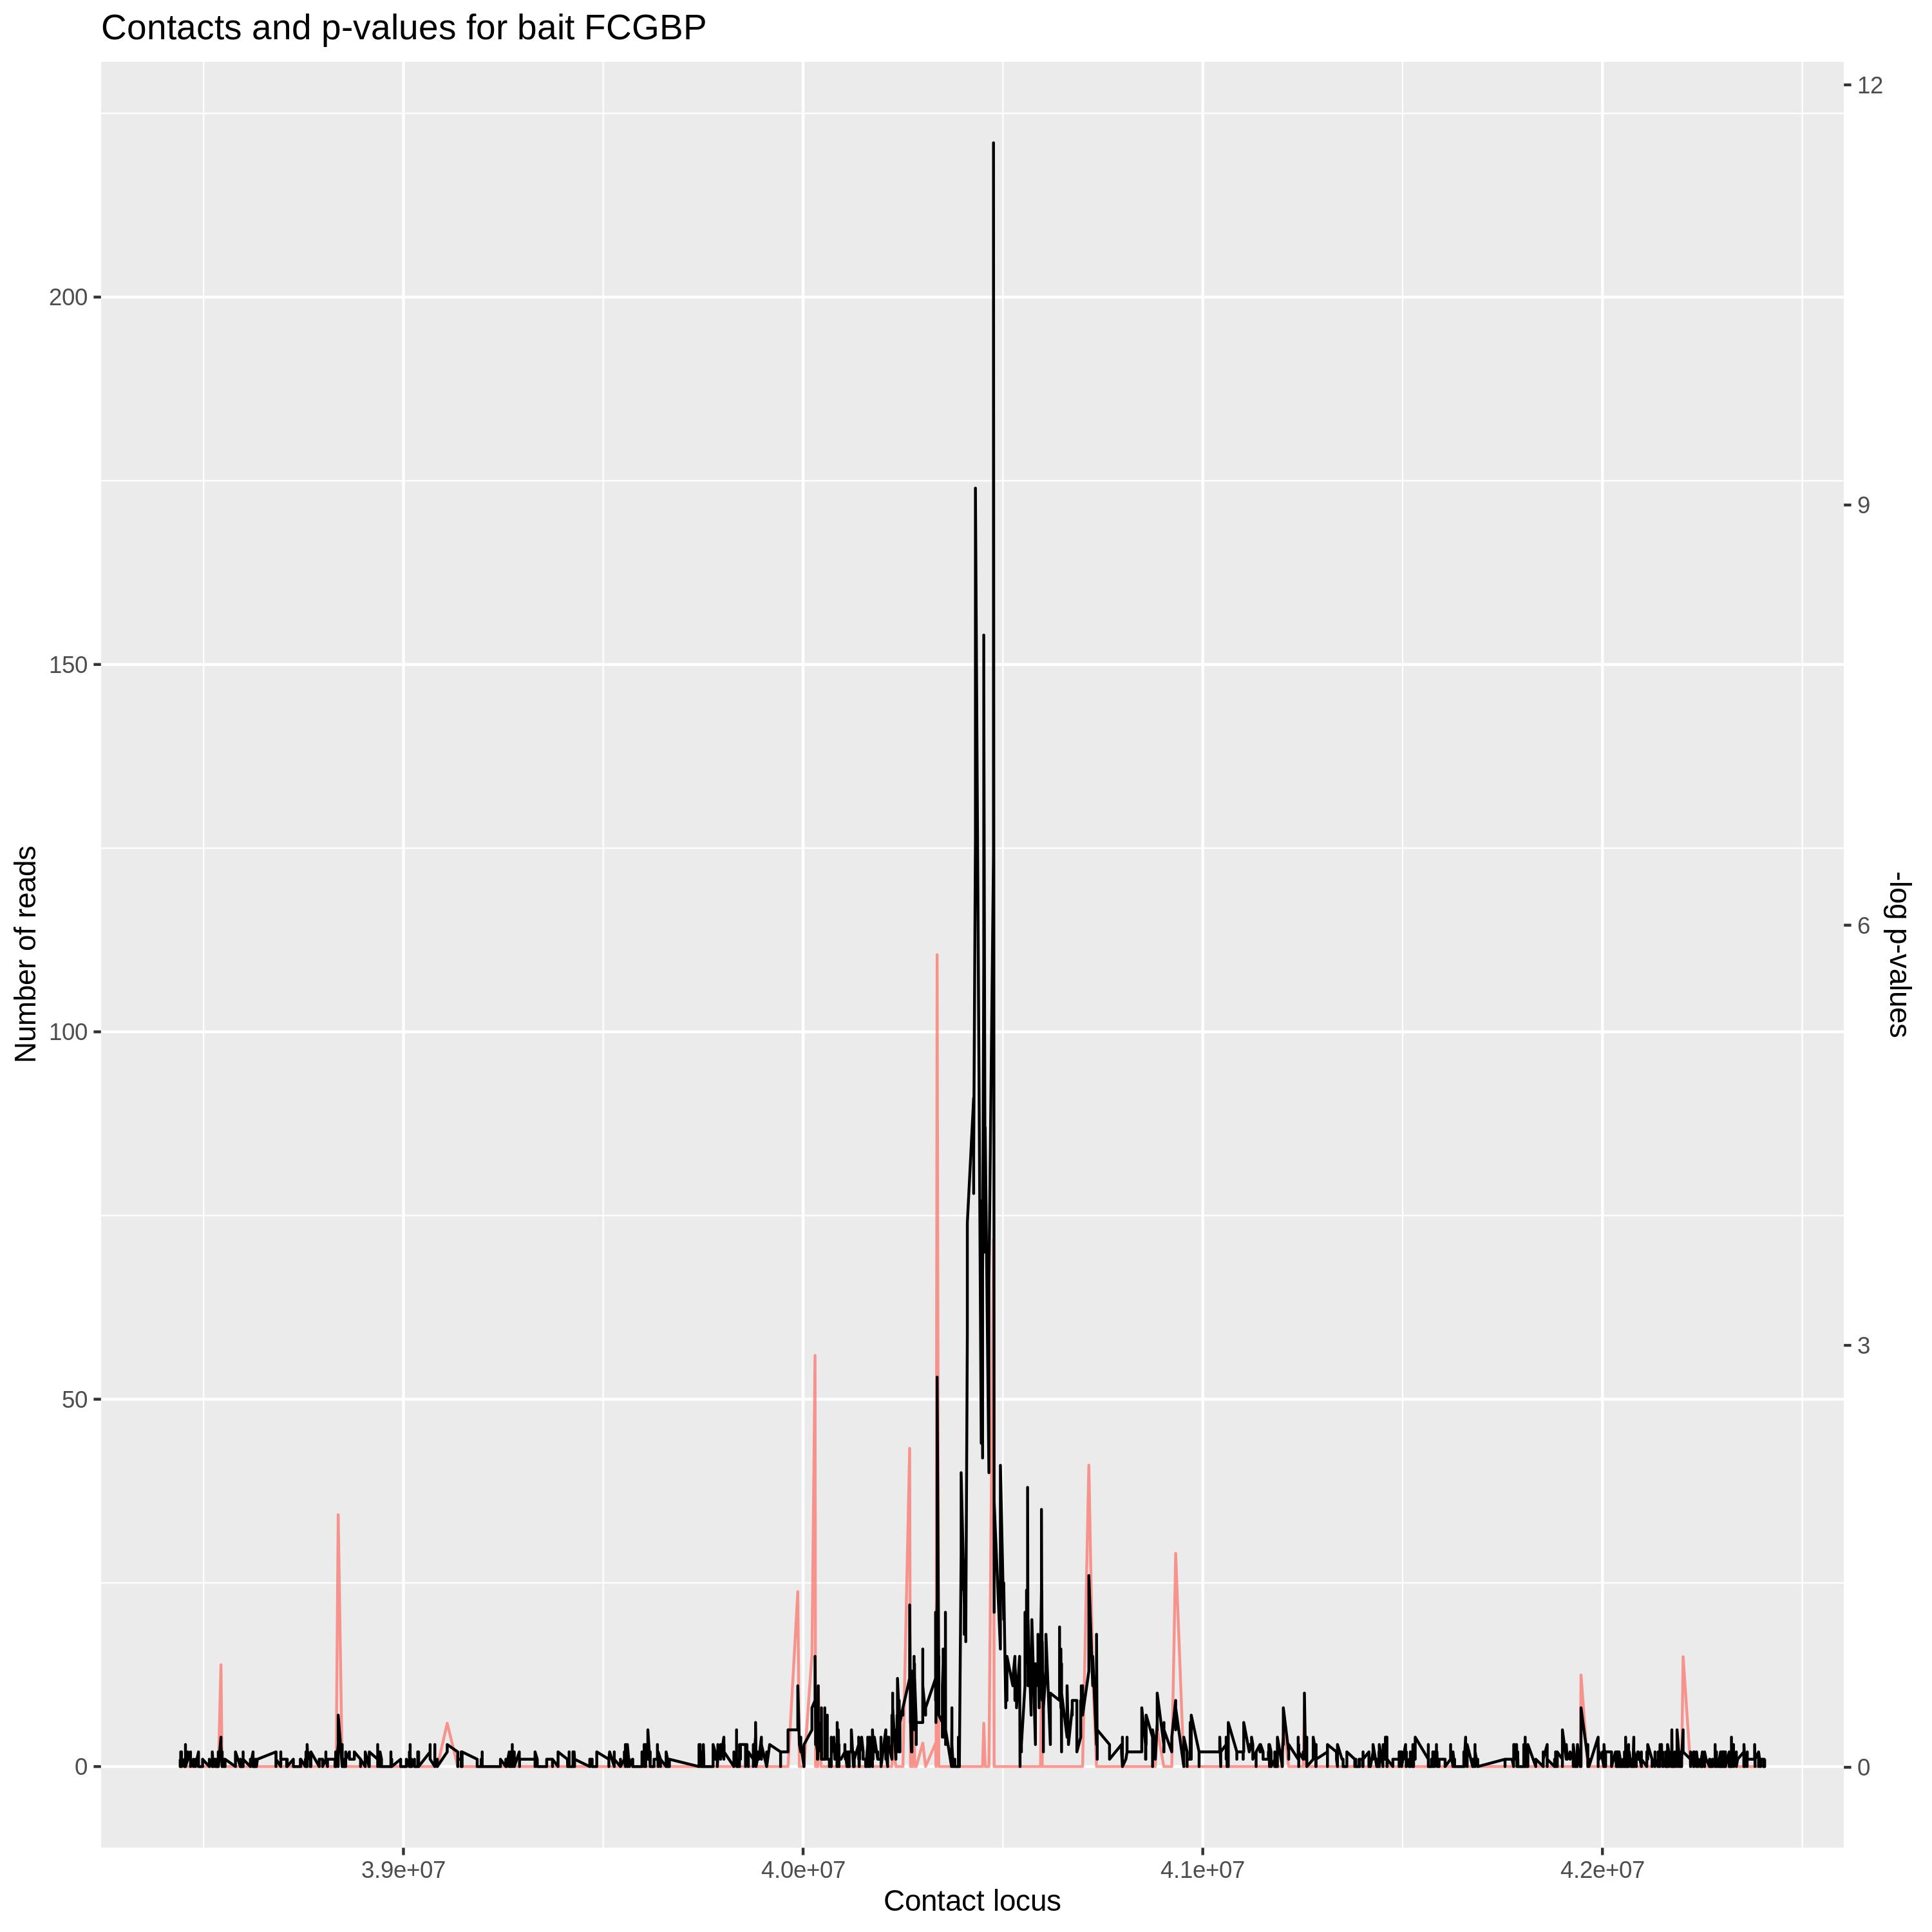 Contacts and p-values for bait FCGBP
12
200
9
150
Number of reads
-log p-values
6
100
3
50
0
0
3.9e+07
4.0e+07
4.1e+07
4.2e+07
Contact locus